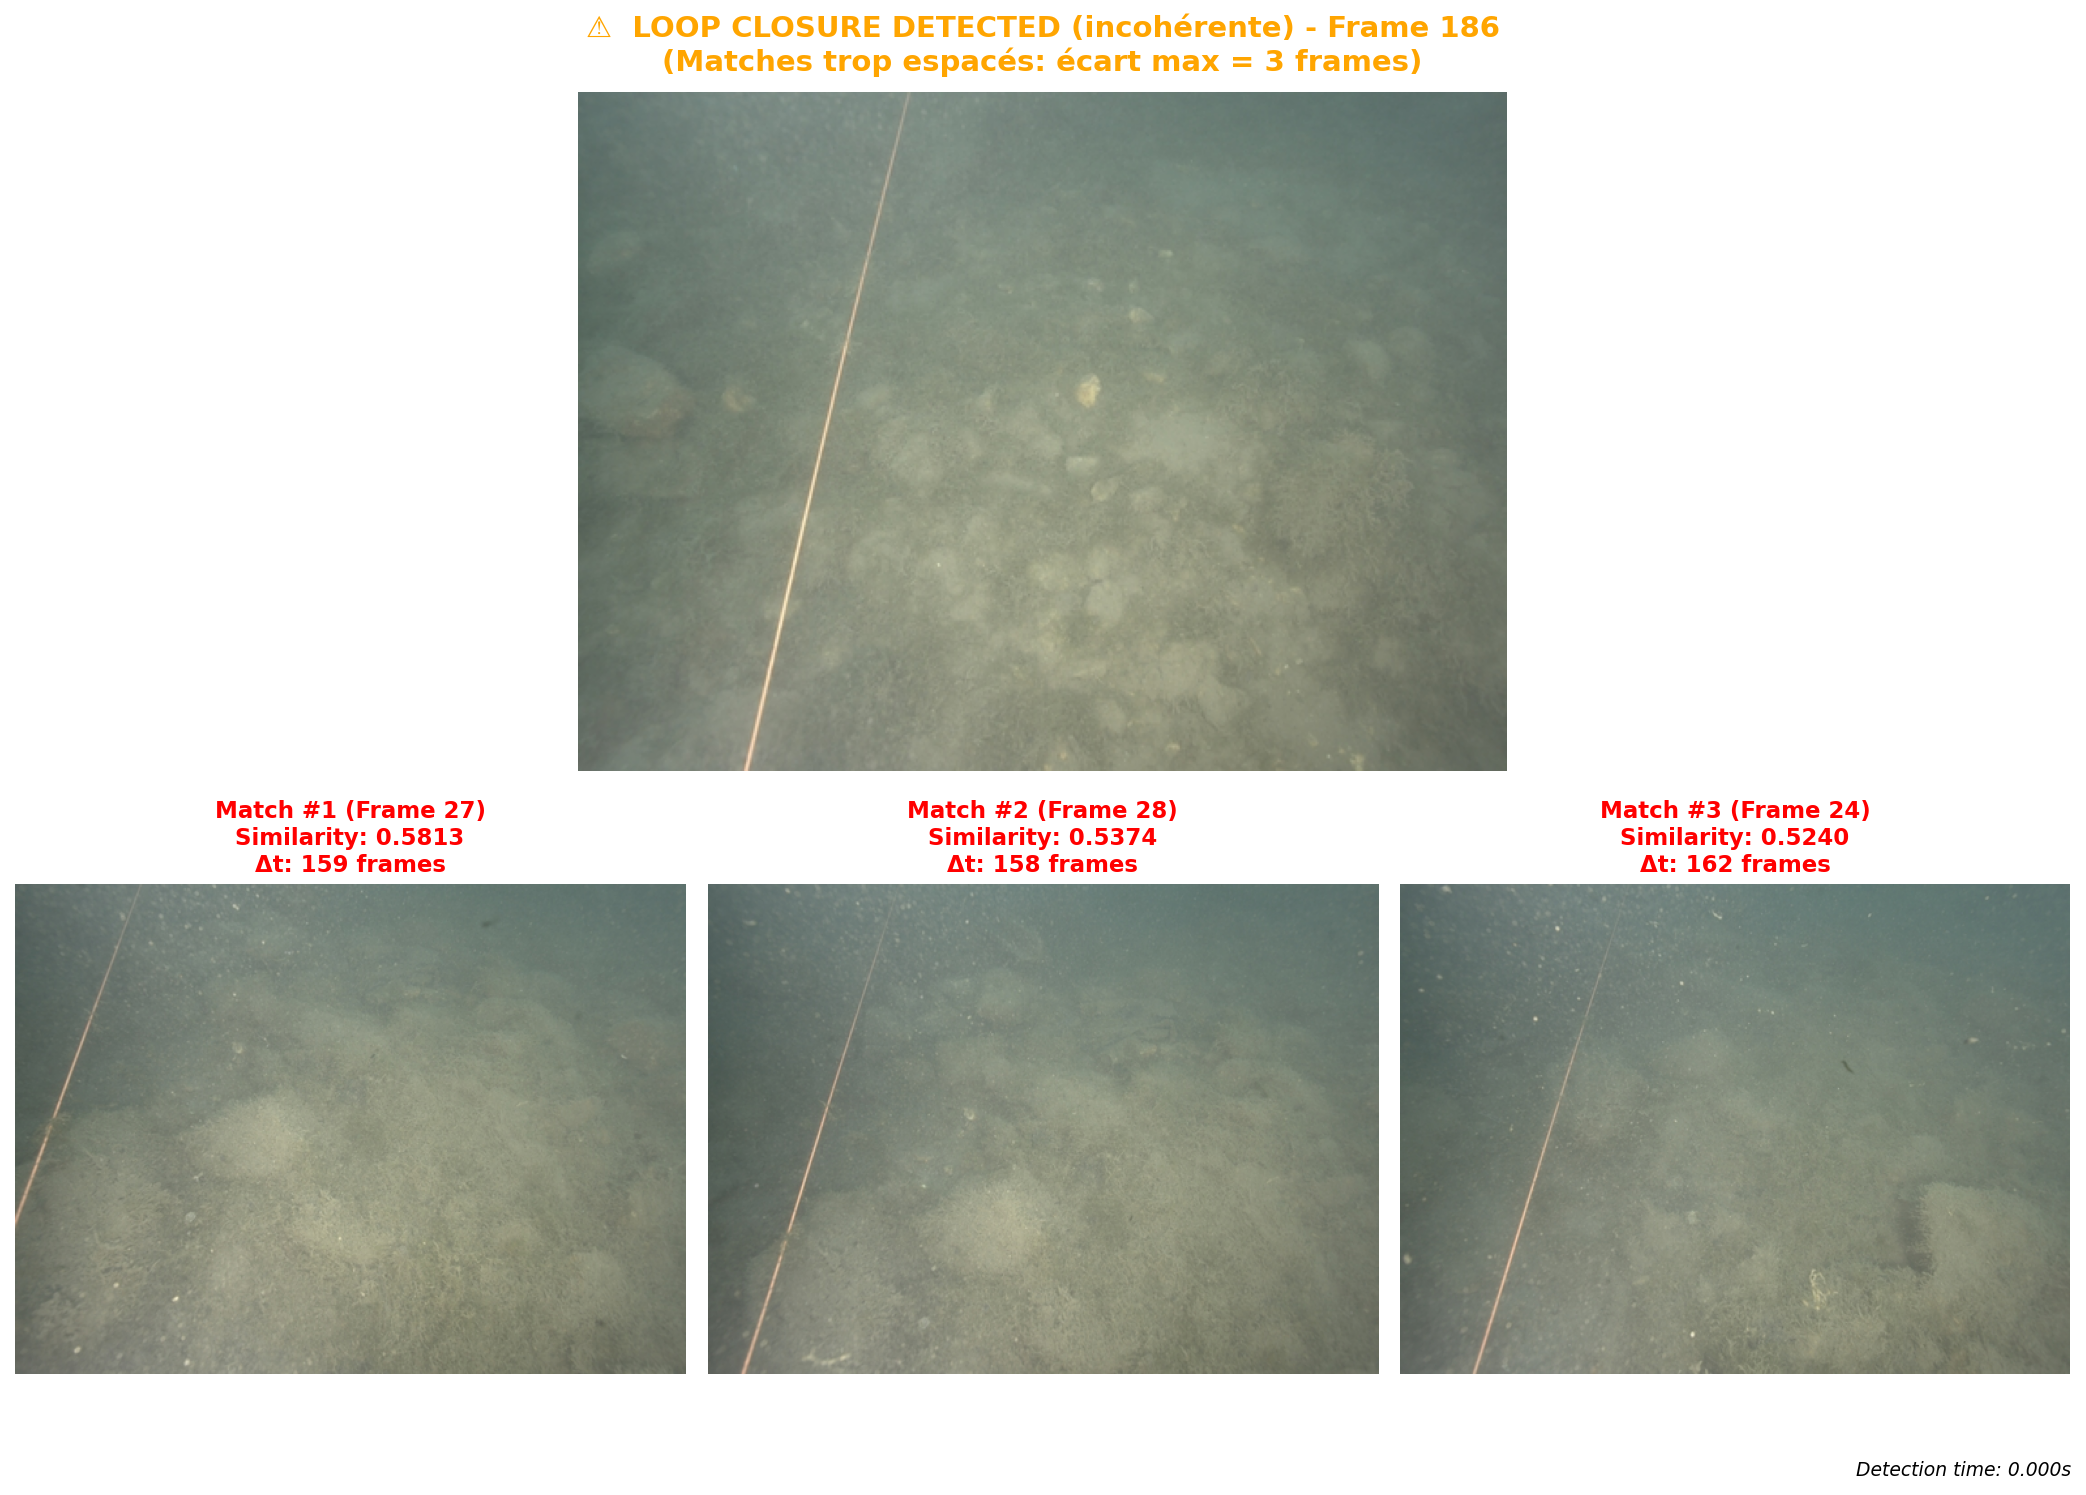 ⚠ LOOP CLOSURE DETECTED (incohérente) - Frame 186
(Matches trop espacés: écart max = 3 frames)
Match #1 (Frame 27)
Similarity: 0.5813
Δt: 159 frames
Match #2 (Frame 28)
Similarity: 0.5374
Δt: 158 frames
Match #3 (Frame 24)
Similarity: 0.5240
Δt: 162 frames
Detection time: 0.000s